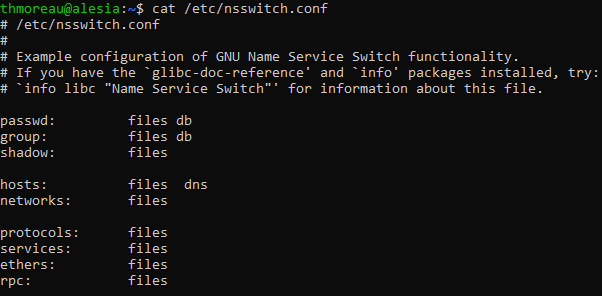 thmoreau@alesia:~$ cat /etc/nsswitch.conf
# /etc/nsswitch.conf
#
# Example configuration of GNU Name Service Switch functionality.
# If you have the `glibc-doc-reference' and `info' packages installed, try:
# `info libc "Name Service Switch"' for information about this file.

passwd:         files db
group:          files db
shadow:         files

hosts:          files  dns
networks:       files

protocols:      files
services:       files
ethers:         files
rpc:            files